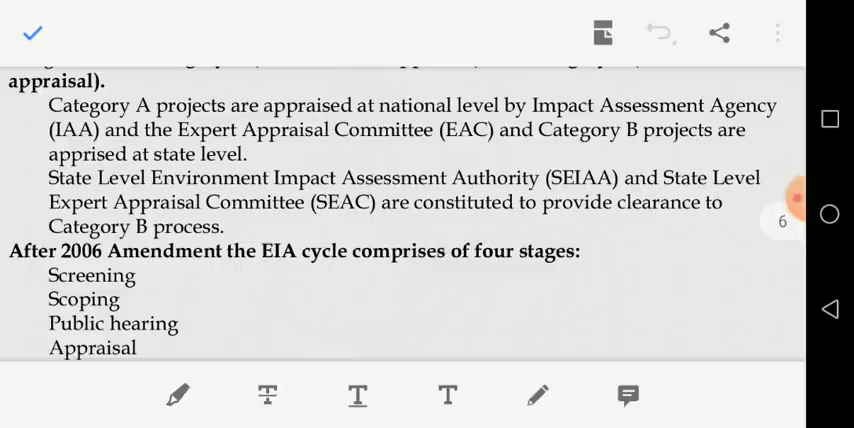 appraisal).
Category A projects are appraised at national level by Impact Assessment Agency
(IAA) and the Expert Appraisal Committee (EAC) and Category B projects are
apprised at state level.
State Level Environment Impact Assessment Authority (SEIAA) and State Level
Expert Appraisal Committee (SEAC) are constituted to provide clearance to
Category B process.
6
After 2006 Amendment the EIA cycle comprises of four stages:
Screening
Scoping
Public hearing
Appraisal
T
T
T